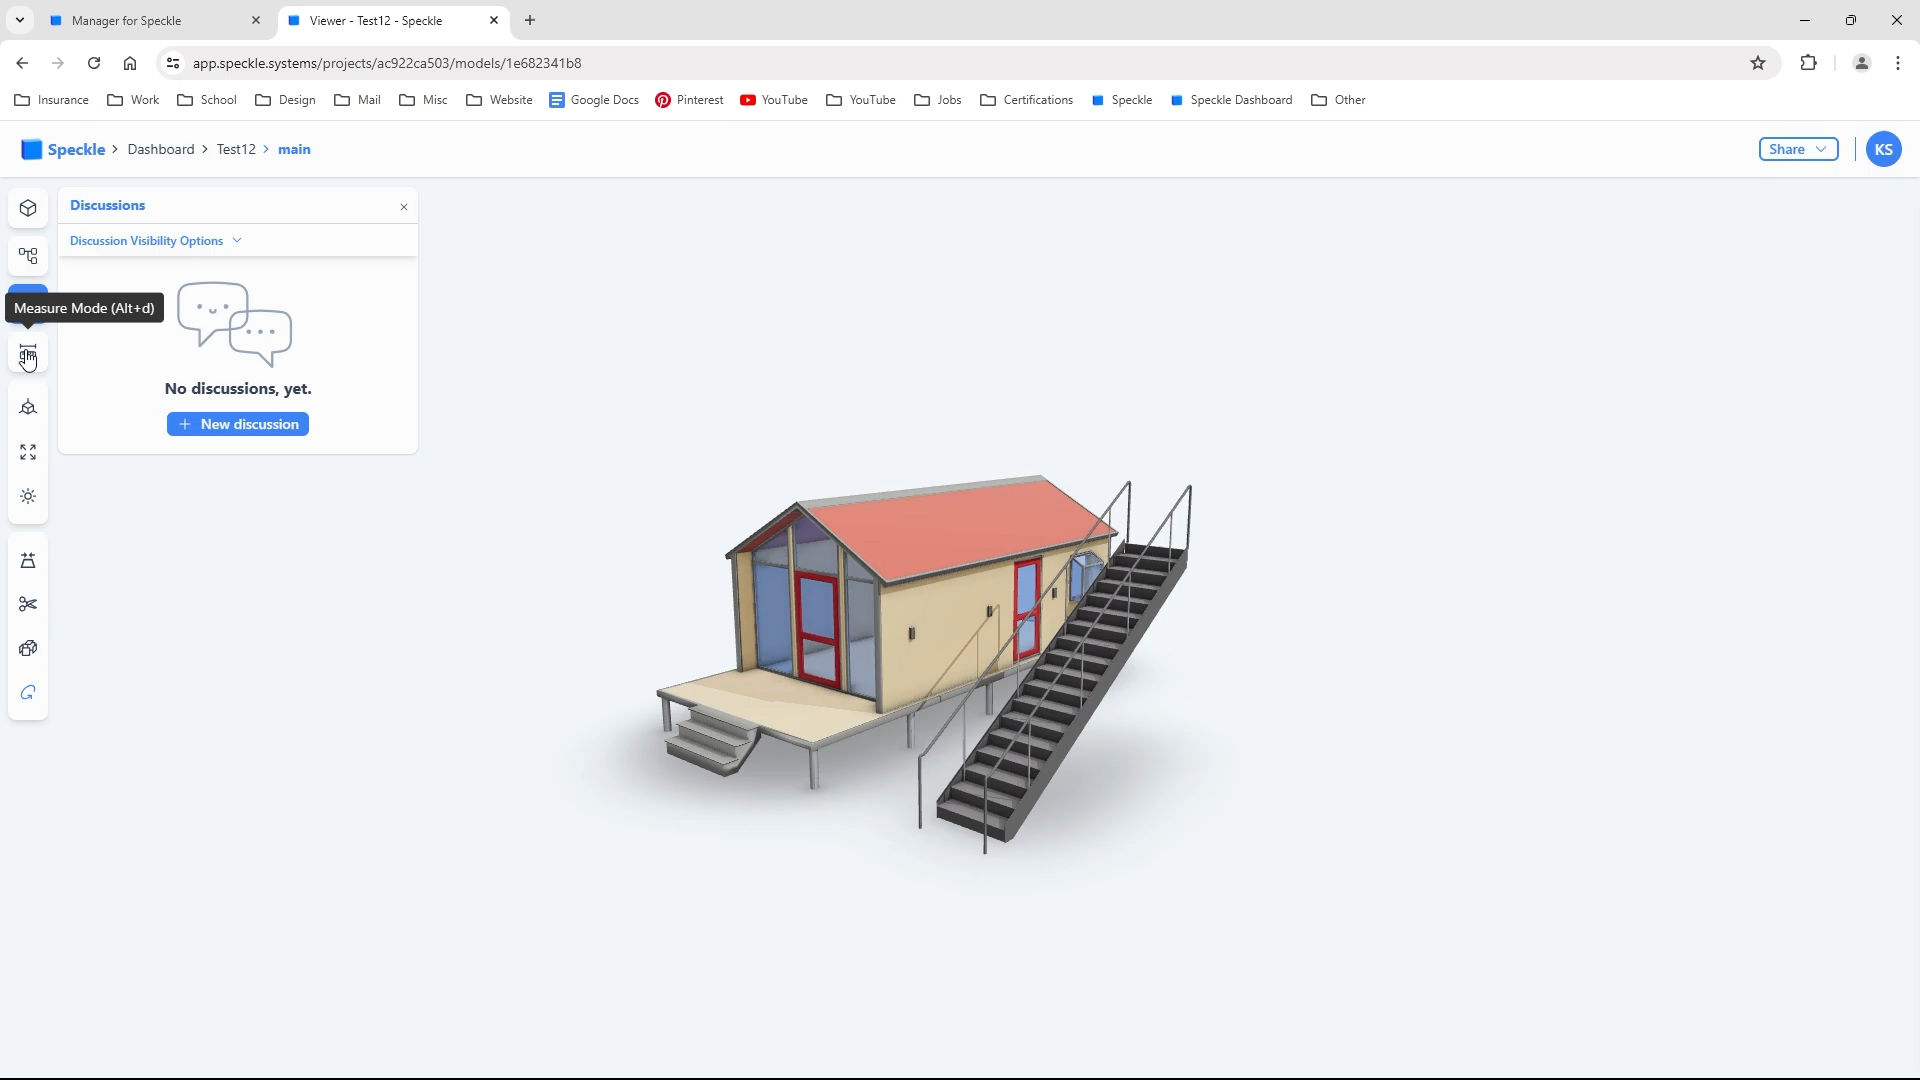 Manager for Speckle
Viewer - Test12 - Speckle
app.speckle.systems/projects/ac922ca503/models/1e682341b8
Insurance Work School Design Mail Misc Website Google Docs Pinterest YouTube YouTube Jobs Certifications Speckle Speckle Dashboard Other
Speckle > Dashboard > Test12 > main
Share
KS
Discussions
Discussion Visibility Options
Measure Mode (Alt+d)
No discussions, yet.
+ New discussion